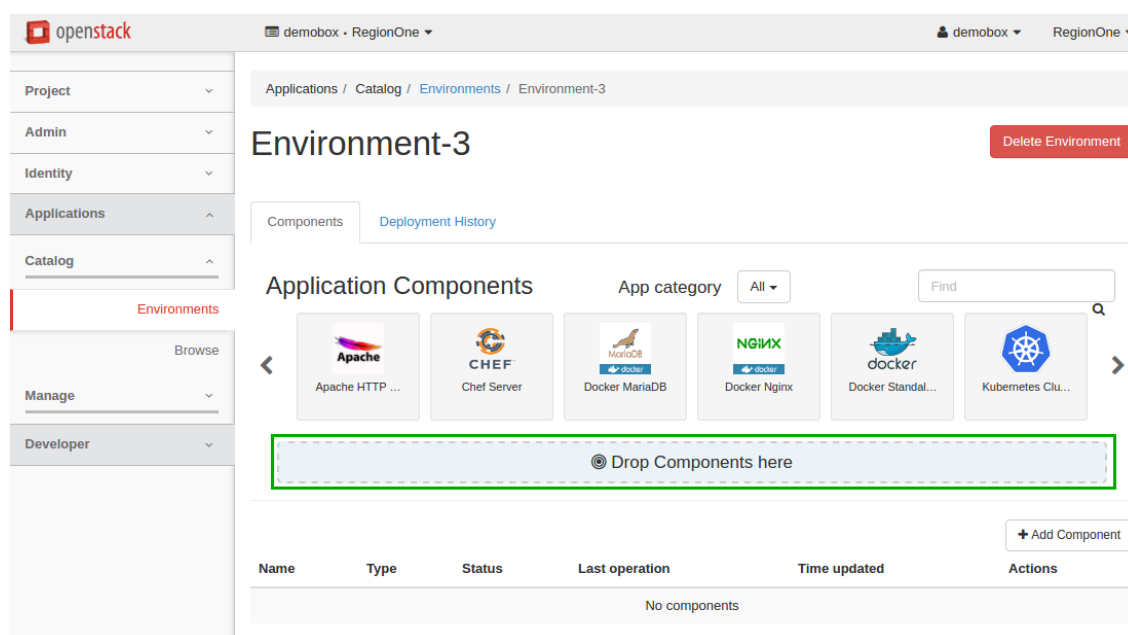 openstack
demobox • RegionOne
demobox
RegionOne
Project
Admin
Identity
Applications
Catalog
Environments
Browse
Manage
Developer
Applications / Catalog / Environments / Environment-3
Environment-3
Delete Environment
Components
Deployment History
Application Components
App category
All
Find
Apache
Apache HTTP ...
CHEF
Chef Server
MariaDB
docker
Docker MariaDB
NGINX
docker
Docker Nginx
docker
Docker Standal...
Kubernetes Clu...
Drop Components here
+ Add Component
Name Type Status Last operation Time updated Actions
No components